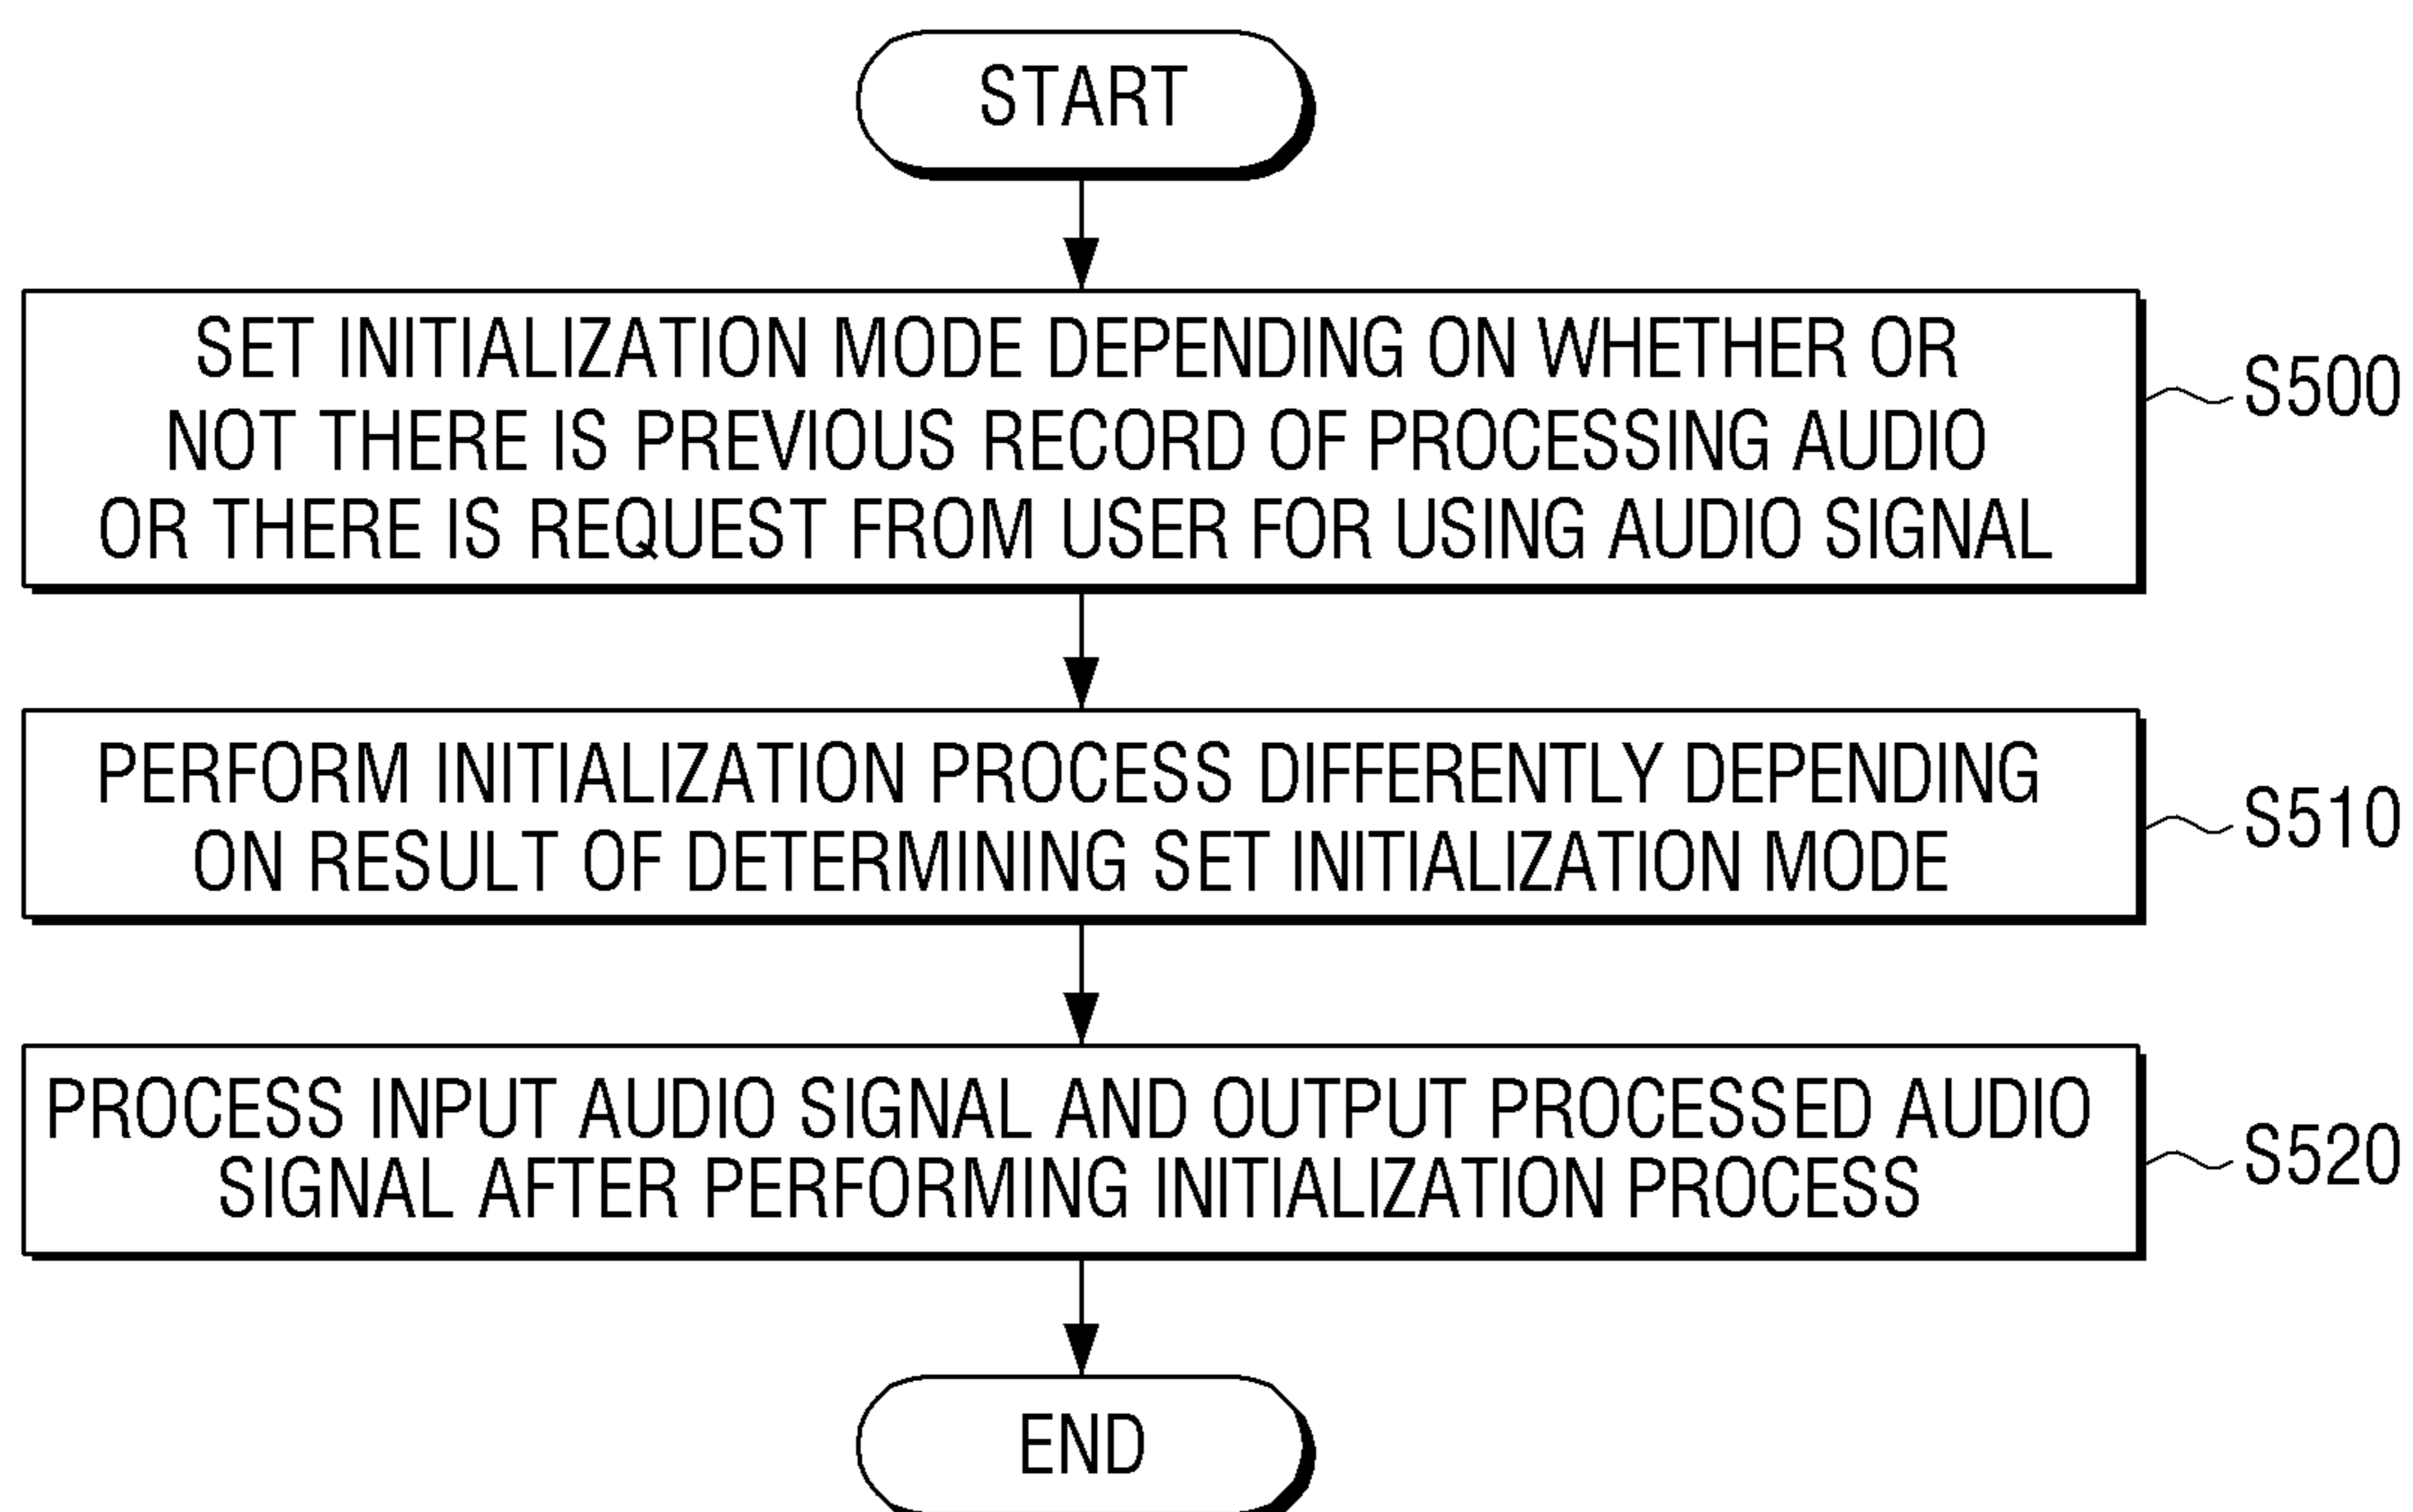 START
SET INITIALIZATION MODE DEPENDING ON WHETHER OR
NOT THERE IS PREVIOUS RECORD OF PROCESSING AUDIO
OR THERE IS REQUEST FROM USER FOR USING AUDIO SIGNAL
S500
PERFORM INITIALIZATION PROCESS DIFFERENTLY DEPENDING
ON RESULT OF DETERMINING SET INITIALIZATION MODE
S510
PROCESS INPUT AUDIO SIGNAL AND OUTPUT PROCESSED AUDIO
SIGNAL AFTER PERFORMING INITIALIZATION PROCESS
S520
END